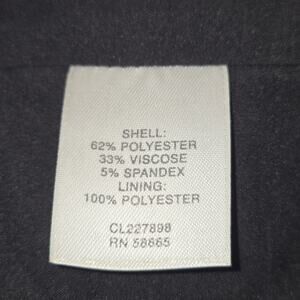 SHELL:
62% POLYESTER
33% VISCOSE
5% SPANDEX
LINING:
100% POLYESTER
CL227898
RN 58665